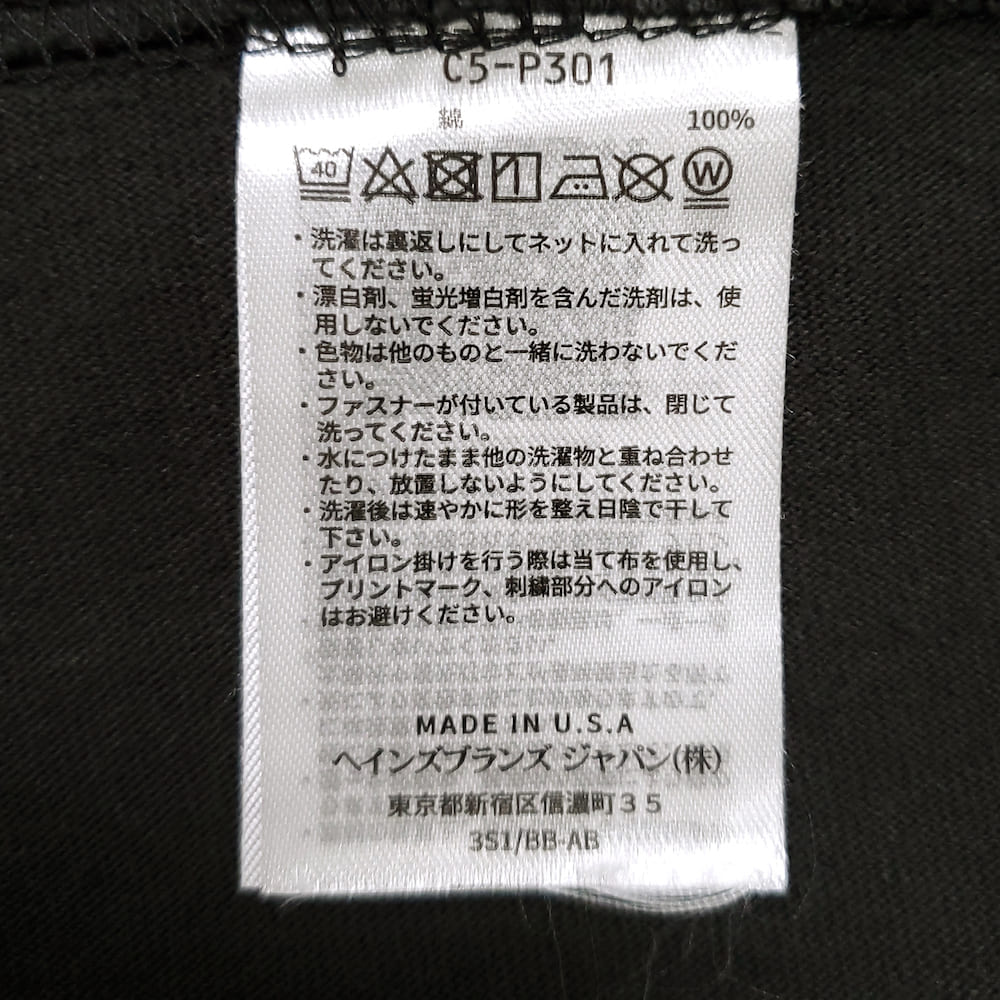 C5-P301
綿 100%
40 W
・洗濯は裏返しにしてネットに入れて洗っ
てください。
・漂白剤、蛍光増白剤を含んだ洗剤は、使
用しないでください。
・色物は他のものと一緒に洗わないでくだ
さい。
・ファスナーが付いている製品は、閉じて
洗ってください。
・水につけたまま他の洗濯物と重ね合わせ
たり、放置しないようにしてください。
・洗濯後は速やかに形を整え日陰で干して
下さい。
・アイロン掛けを行う際は当て布を使用し、
プリントマーク、刺繍部分へのアイロン
はお避けください。
MADE IN U.S.A
ヘインズブランズ ジャパン(株)
東京都新宿区信濃町35
3S1/BB-AB